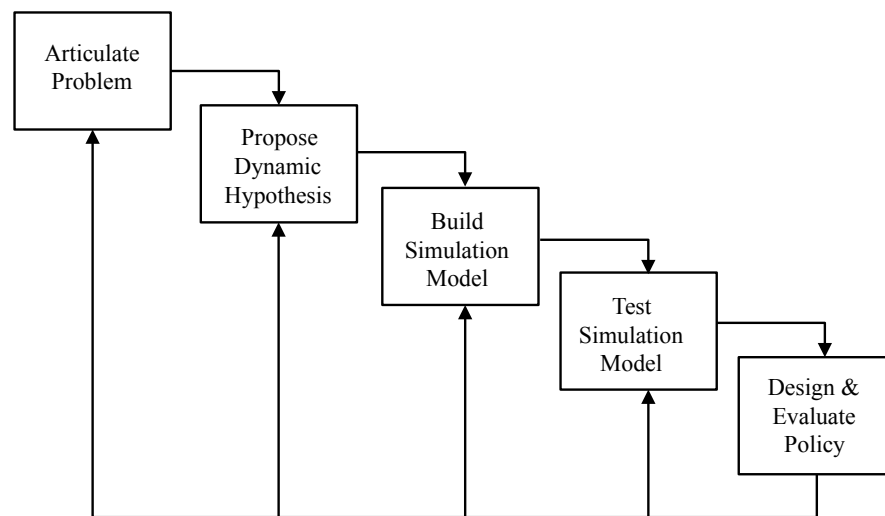 Articulate
Problem
Propose
Dynamic
Hypothesis
Build
Simulation
Model
Test
Simulation
Model
Design &
Evaluate
Policy